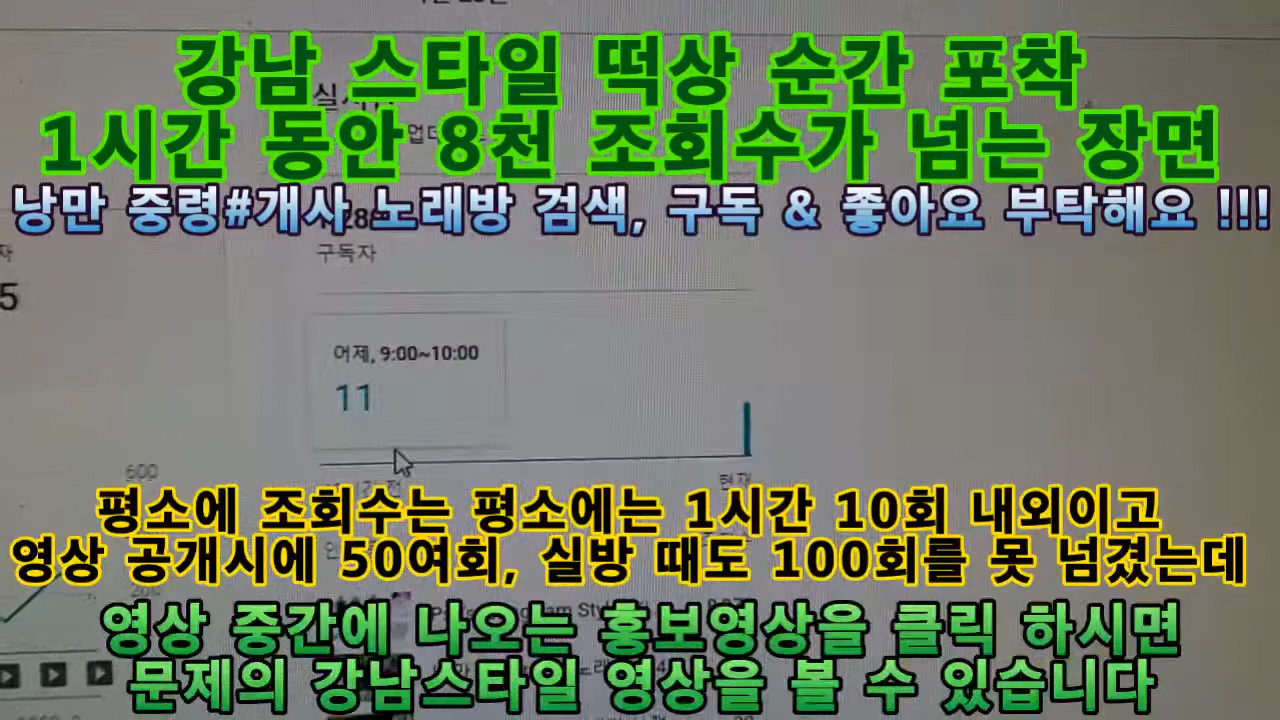 강남 스타일 떡상 순간 포착
1시간 동안 8천 조회수가 넘는 장면
낭만 중령#개사 노래방 검색, 구독 & 좋아요 부탁해요 !!!
구독자
5
어제, 9:00~10:00
11
600
현재
평소에 조회수는 평소에는 1시간 10회 내외이고
영상 공개시에 50여회, 실방 때도 100회를 못 넘겼는데
영상 중간에 나오는 홍보영상을 클릭 하시면
문제의 강남스타일 영상을 볼 수 있습니다